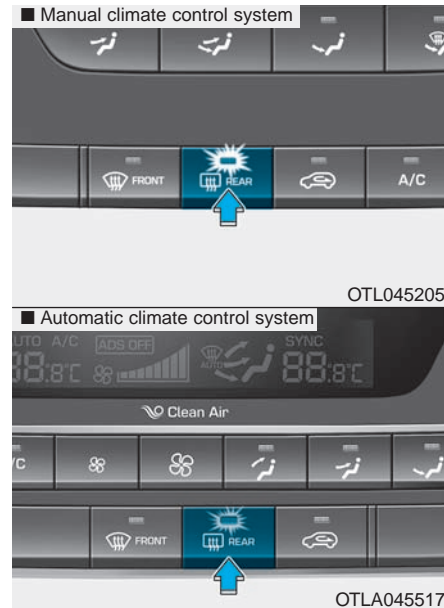 ■ Manual climate control system
FRONT
REAR
A/C
OTL045205
■ Automatic climate control system
AUTO A/C ADS OFF SYNC
88:8°C AUTO 88:8°C
Clean Air
/C
FRONT
REAR
OTLA045517